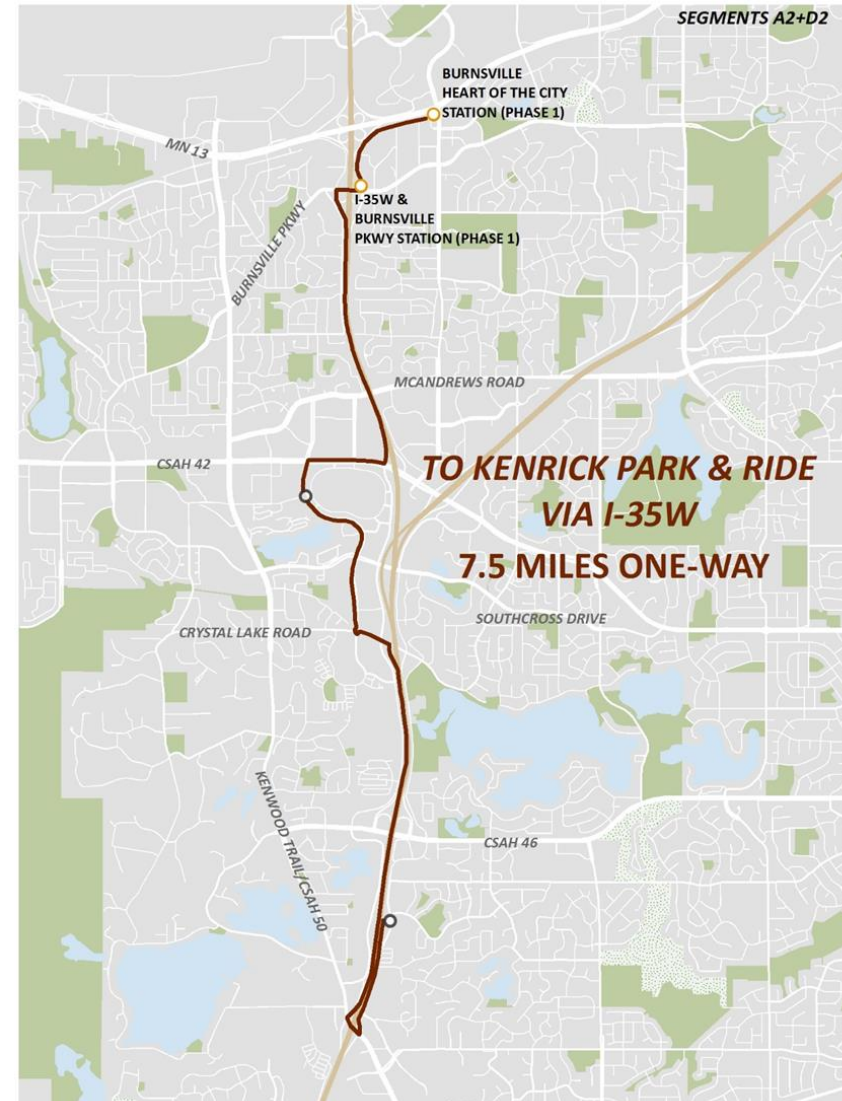 SEGMENTS A2+D2
BURNSVILLE
HEART OF THE CITY
STATION (PHASE 1)
MN 13
I-35W &
BURNSVILLE
PKWY STATION (PHASE 1)
BURNSVILLE PKWY
MCANDREWS ROAD
CSAH 42
TO KENRICK PARK & RIDE
VIA I-35W
7.5 MILES ONE-WAY
SOUTHCROSS DRIVE
CRYSTAL LAKE ROAD
KENWOOD TRAIL/CSAH 50
CSAH 46